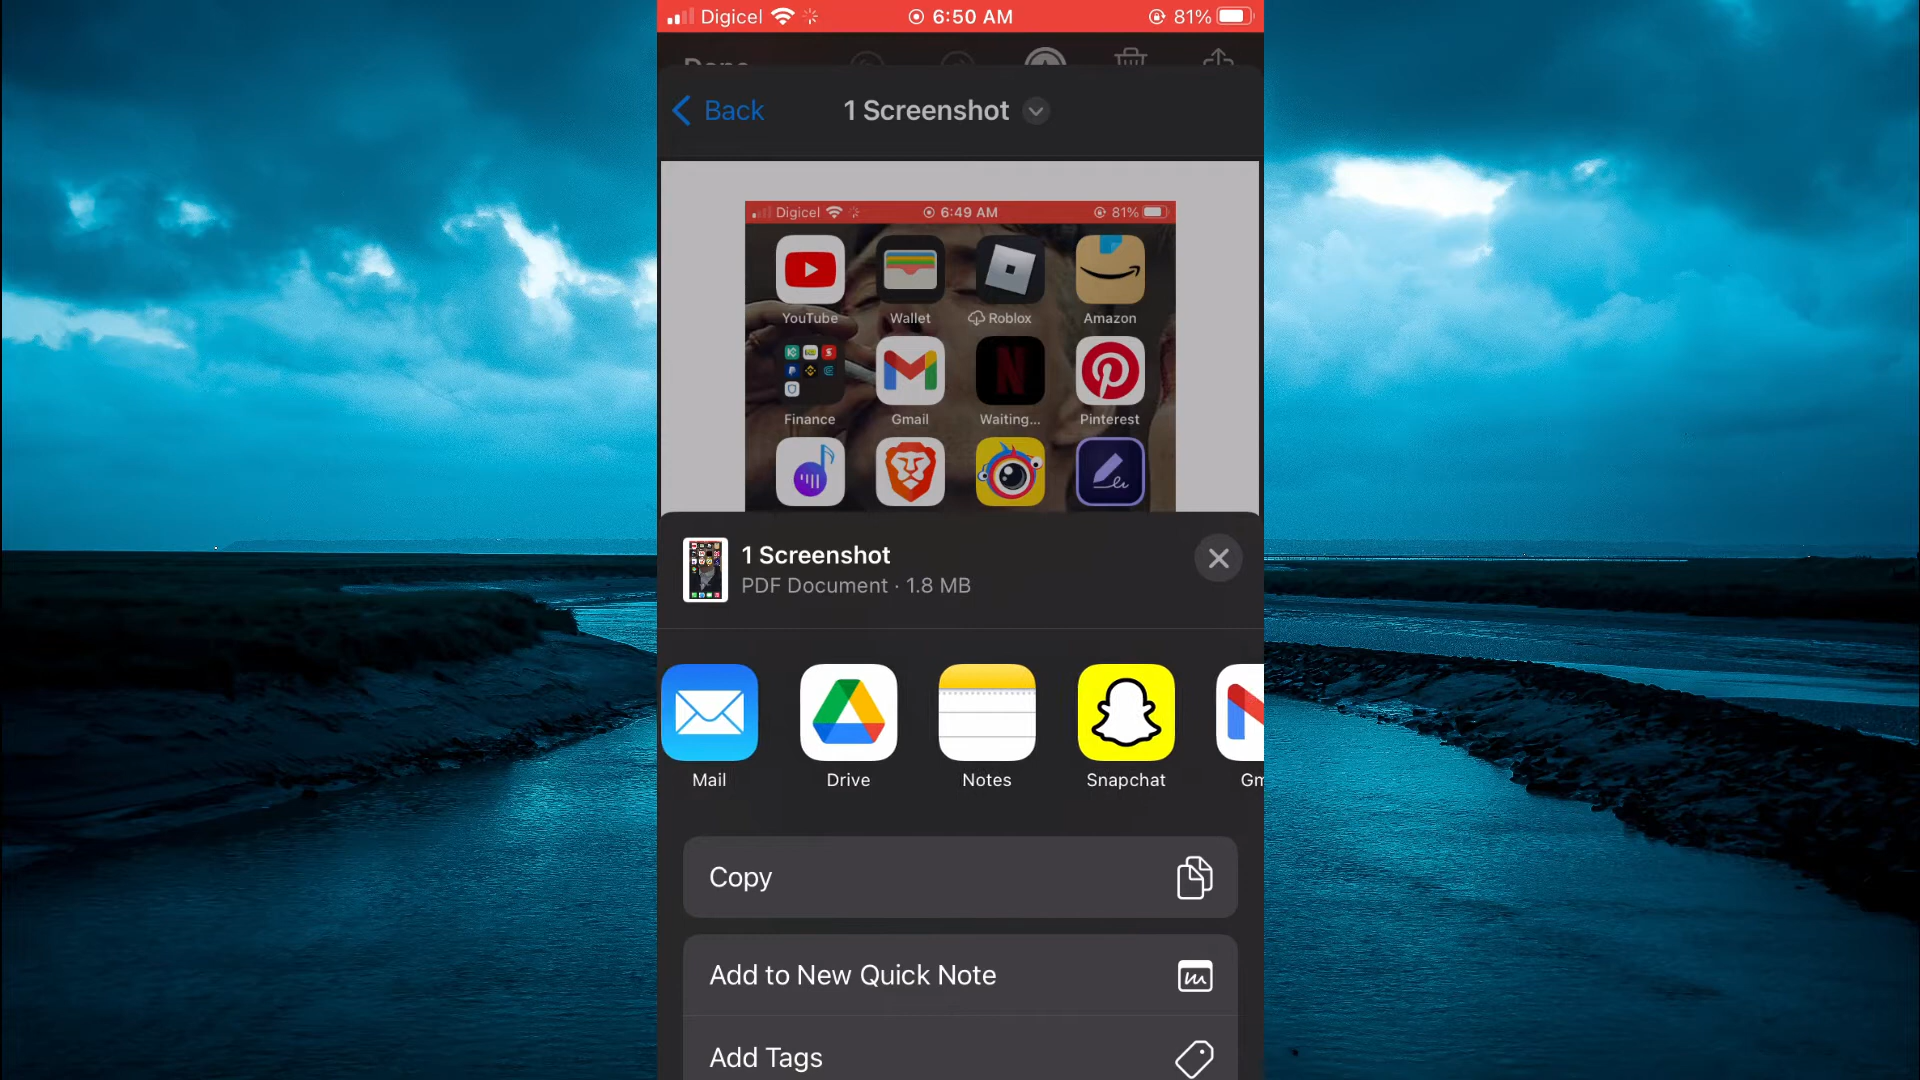 Digicel 6:50 AM 81%
Done
Back 1 Screenshot
Digicel 6:49 AM 81%
YouTube Wallet Roblox Amazon
Finance Gmail Waiting... Pinterest
1 Screenshot
PDF Document · 1.8 MB
Mail Drive Notes Snapchat Gm
Copy
Add to New Quick Note
Add Tags